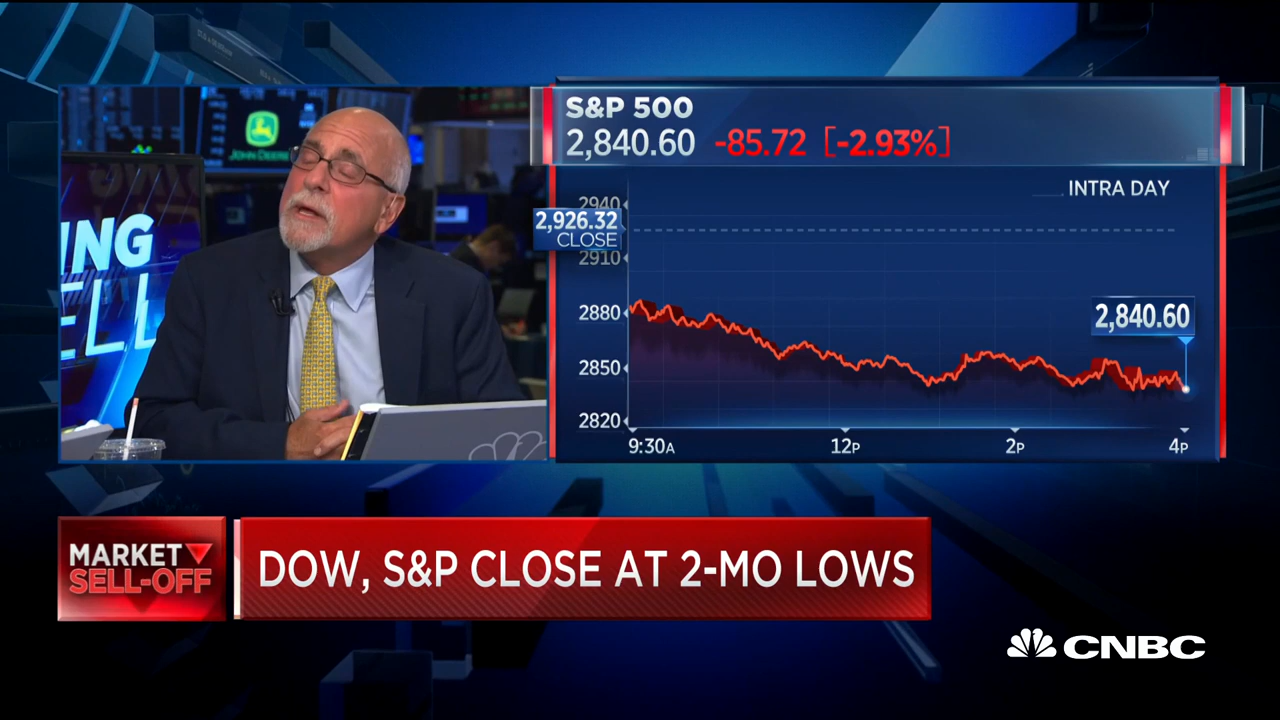 JOHN DEERE
ING
ELL
S&P 500
2,840.60 -85.72 [-2.93%]
INTRA DAY
2940
2,926.32
CLOSE
2910
2880
2850
2820
2,840.60
9:30A 12P 2P 4P
MARKET
SELL-OFF
DOW, S&P CLOSE AT 2-MO LOWS
CNBC